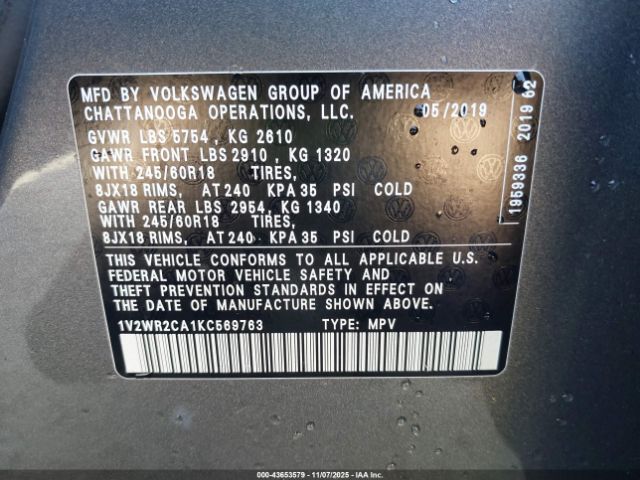 MFD BY VOLKSWAGEN GROUP OF AMERICA
CHATTANOOGA OPERATIONS, LLC. 05/2019
GVWR LBS 5754 , KG 2610
GAWR FRONT LBS 2910 , KG 1320
WITH 245/60R18 TIRES,
8JX18 RIMS, AT 240 KPA 35 PSI COLD
GAWR REAR LBS 2954 , KG 1340
WITH 245/60R18 TIRES,
8JX18 RIMS, AT 240 KPA 35 PSI COLD
THIS VEHICLE CONFORMS TO ALL APPLICABLE U.S.
FEDERAL MOTOR VEHICLE SAFETY AND
THEFT PREVENTION STANDARDS IN EFFECT ON
THE DATE OF MANUFACTURE SHOWN ABOVE.
1V2WR2CA1KC569763 TYPE: MPV
1959336 2019 52
000-43653579 - 11/07/2025 - IAA Inc.